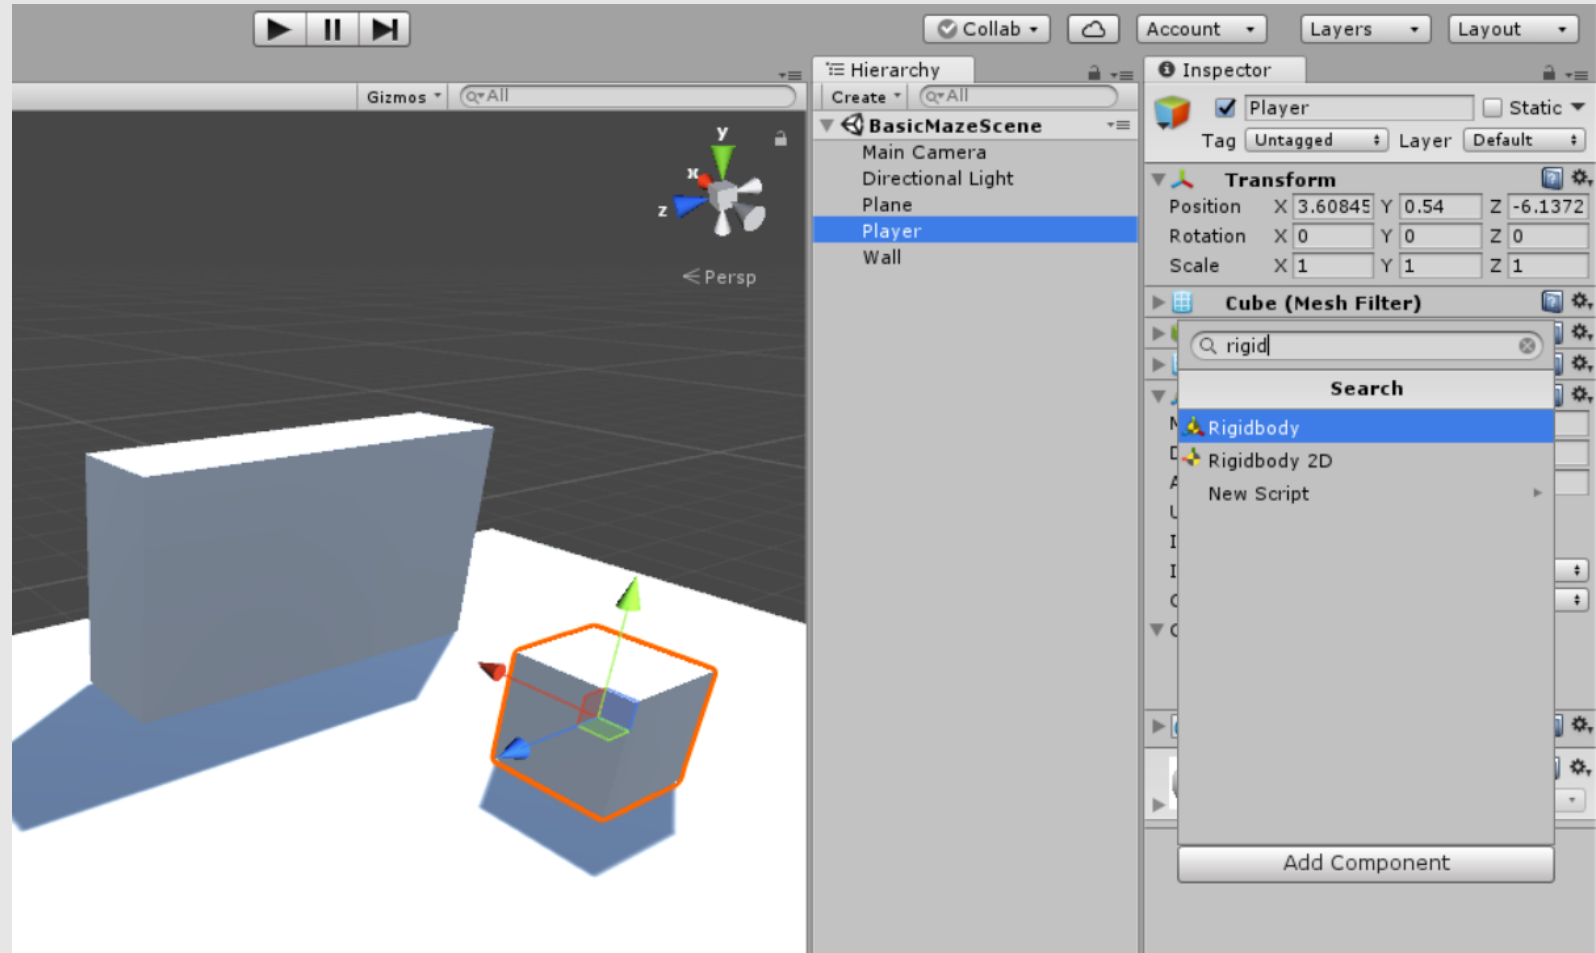 Collab
Account
Layers
Layout
Gizmos
All
y
x
z
Persp
Hierarchy
Create
All
BasicMazeScene
Main Camera
Directional Light
Plane
Player
Wall
Inspector
Player Static
Tag Untagged Layer Default
Transform
Position X 3.60845 Y 0.54 Z -6.1372
Rotation X 0 Y 0 Z 0
Scale X 1 Y 1 Z 1
Cube (Mesh Filter)
rigid
Search
Rigidbody
Rigidbody 2D
New Script
Add Component